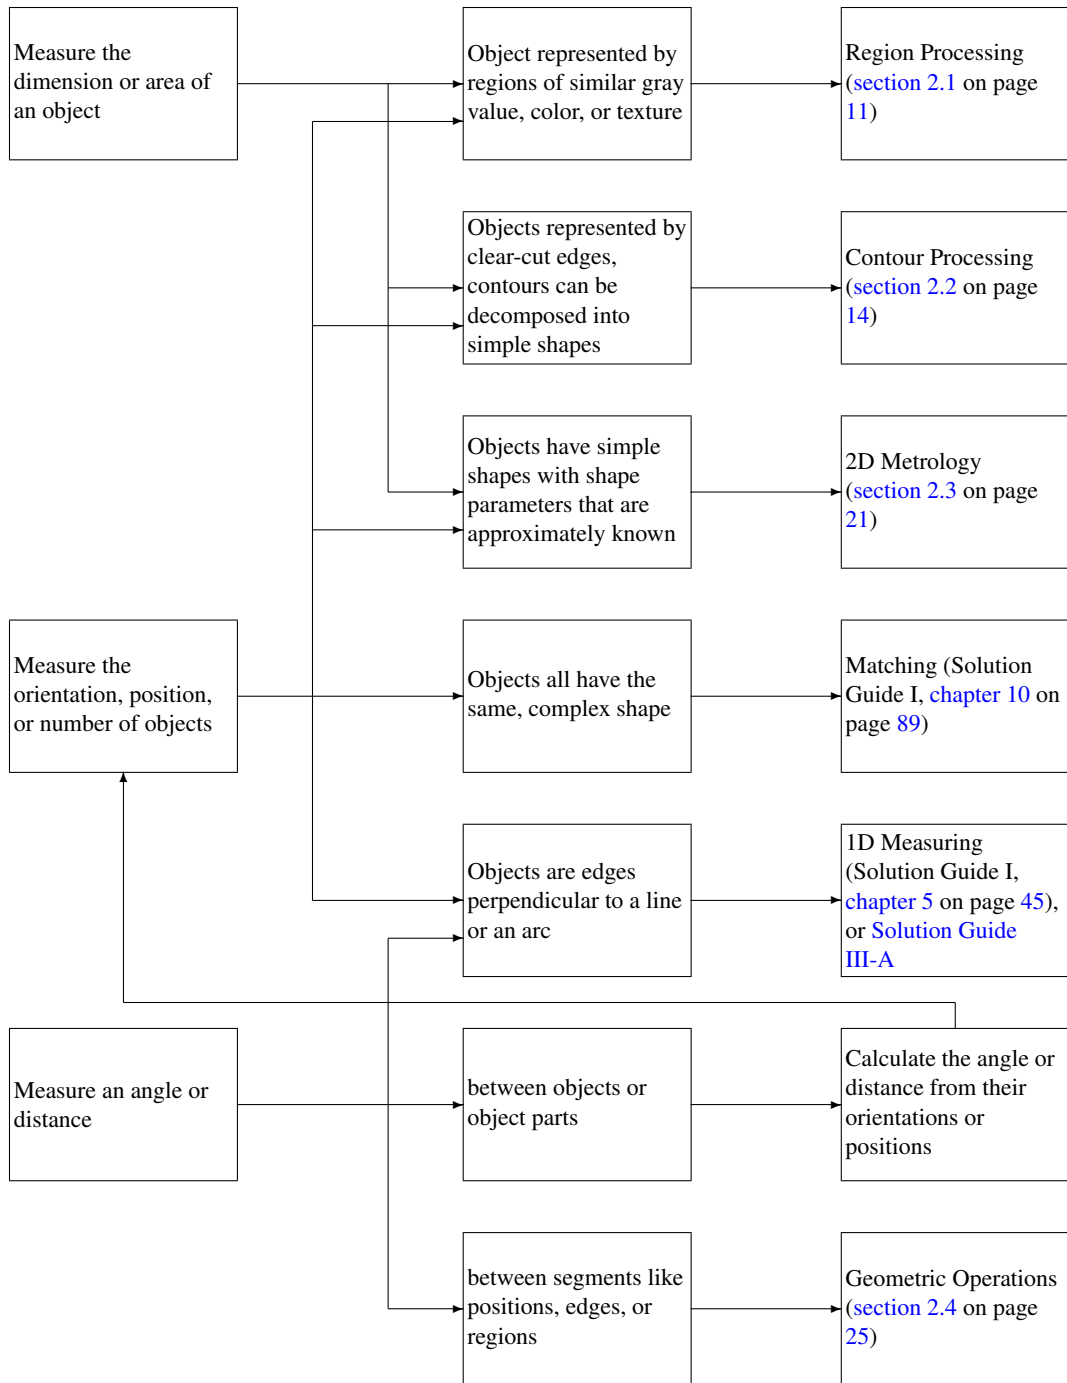 Measure the
dimension or area of
an object
Object represented by
regions of similar gray
value, color, or texture
Region Processing
(section 2.1 on page
11)
Objects represented by
clear-cut edges,
contours can be
decomposed into
simple shapes
Contour Processing
(section 2.2 on page
14)
Objects have simple
shapes with shape
parameters that are
approximately known
2D Metrology
(section 2.3 on page
21)
Measure the
orientation, position,
or number of objects
Objects all have the
same, complex shape
Matching (Solution
Guide I, chapter 10 on
page 89)
Objects are edges
perpendicular to a line
or an arc
1D Measuring
(Solution Guide I,
chapter 5 on page 45),
or Solution Guide
III-A
Measure an angle or
distance
between objects or
object parts
Calculate the angle or
distance from their
orientations or
positions
between segments like
positions, edges, or
regions
Geometric Operations
(section 2.4 on page
25)